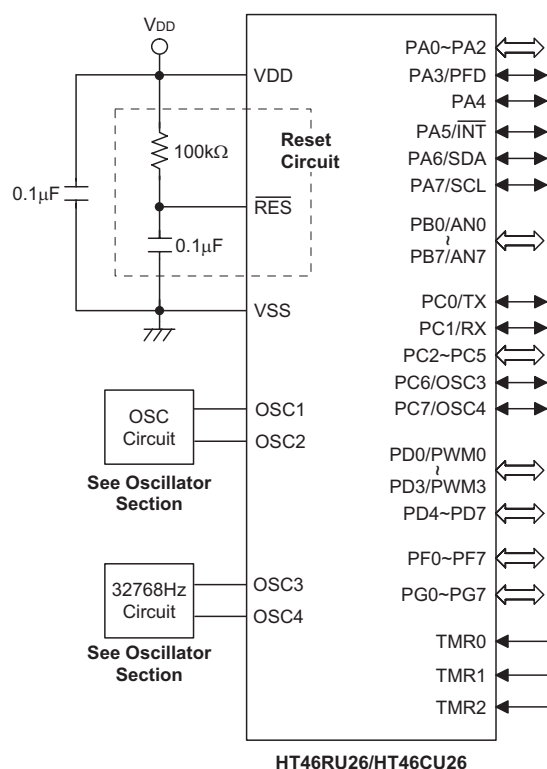 VDD
VDD
100kΩ
Reset
Circuit
0.1μF
RES
0.1μF
VSS
OSC
Circuit
OSC1
OSC2
See Oscillator
Section
32768Hz
Circuit
OSC3
OSC4
See Oscillator
Section
PA0~PA2
PA3/PFD
PA4
PA5/INT
PA6/SDA
PA7/SCL
PB0/AN0
~
PB7/AN7
PC0/TX
PC1/RX
PC2~PC5
PC6/OSC3
PC7/OSC4
PD0/PWM0
~
PD3/PWM3
PD4~PD7
PF0~PF7
PG0~PG7
TMR0
TMR1
TMR2
HT46RU26/HT46CU26